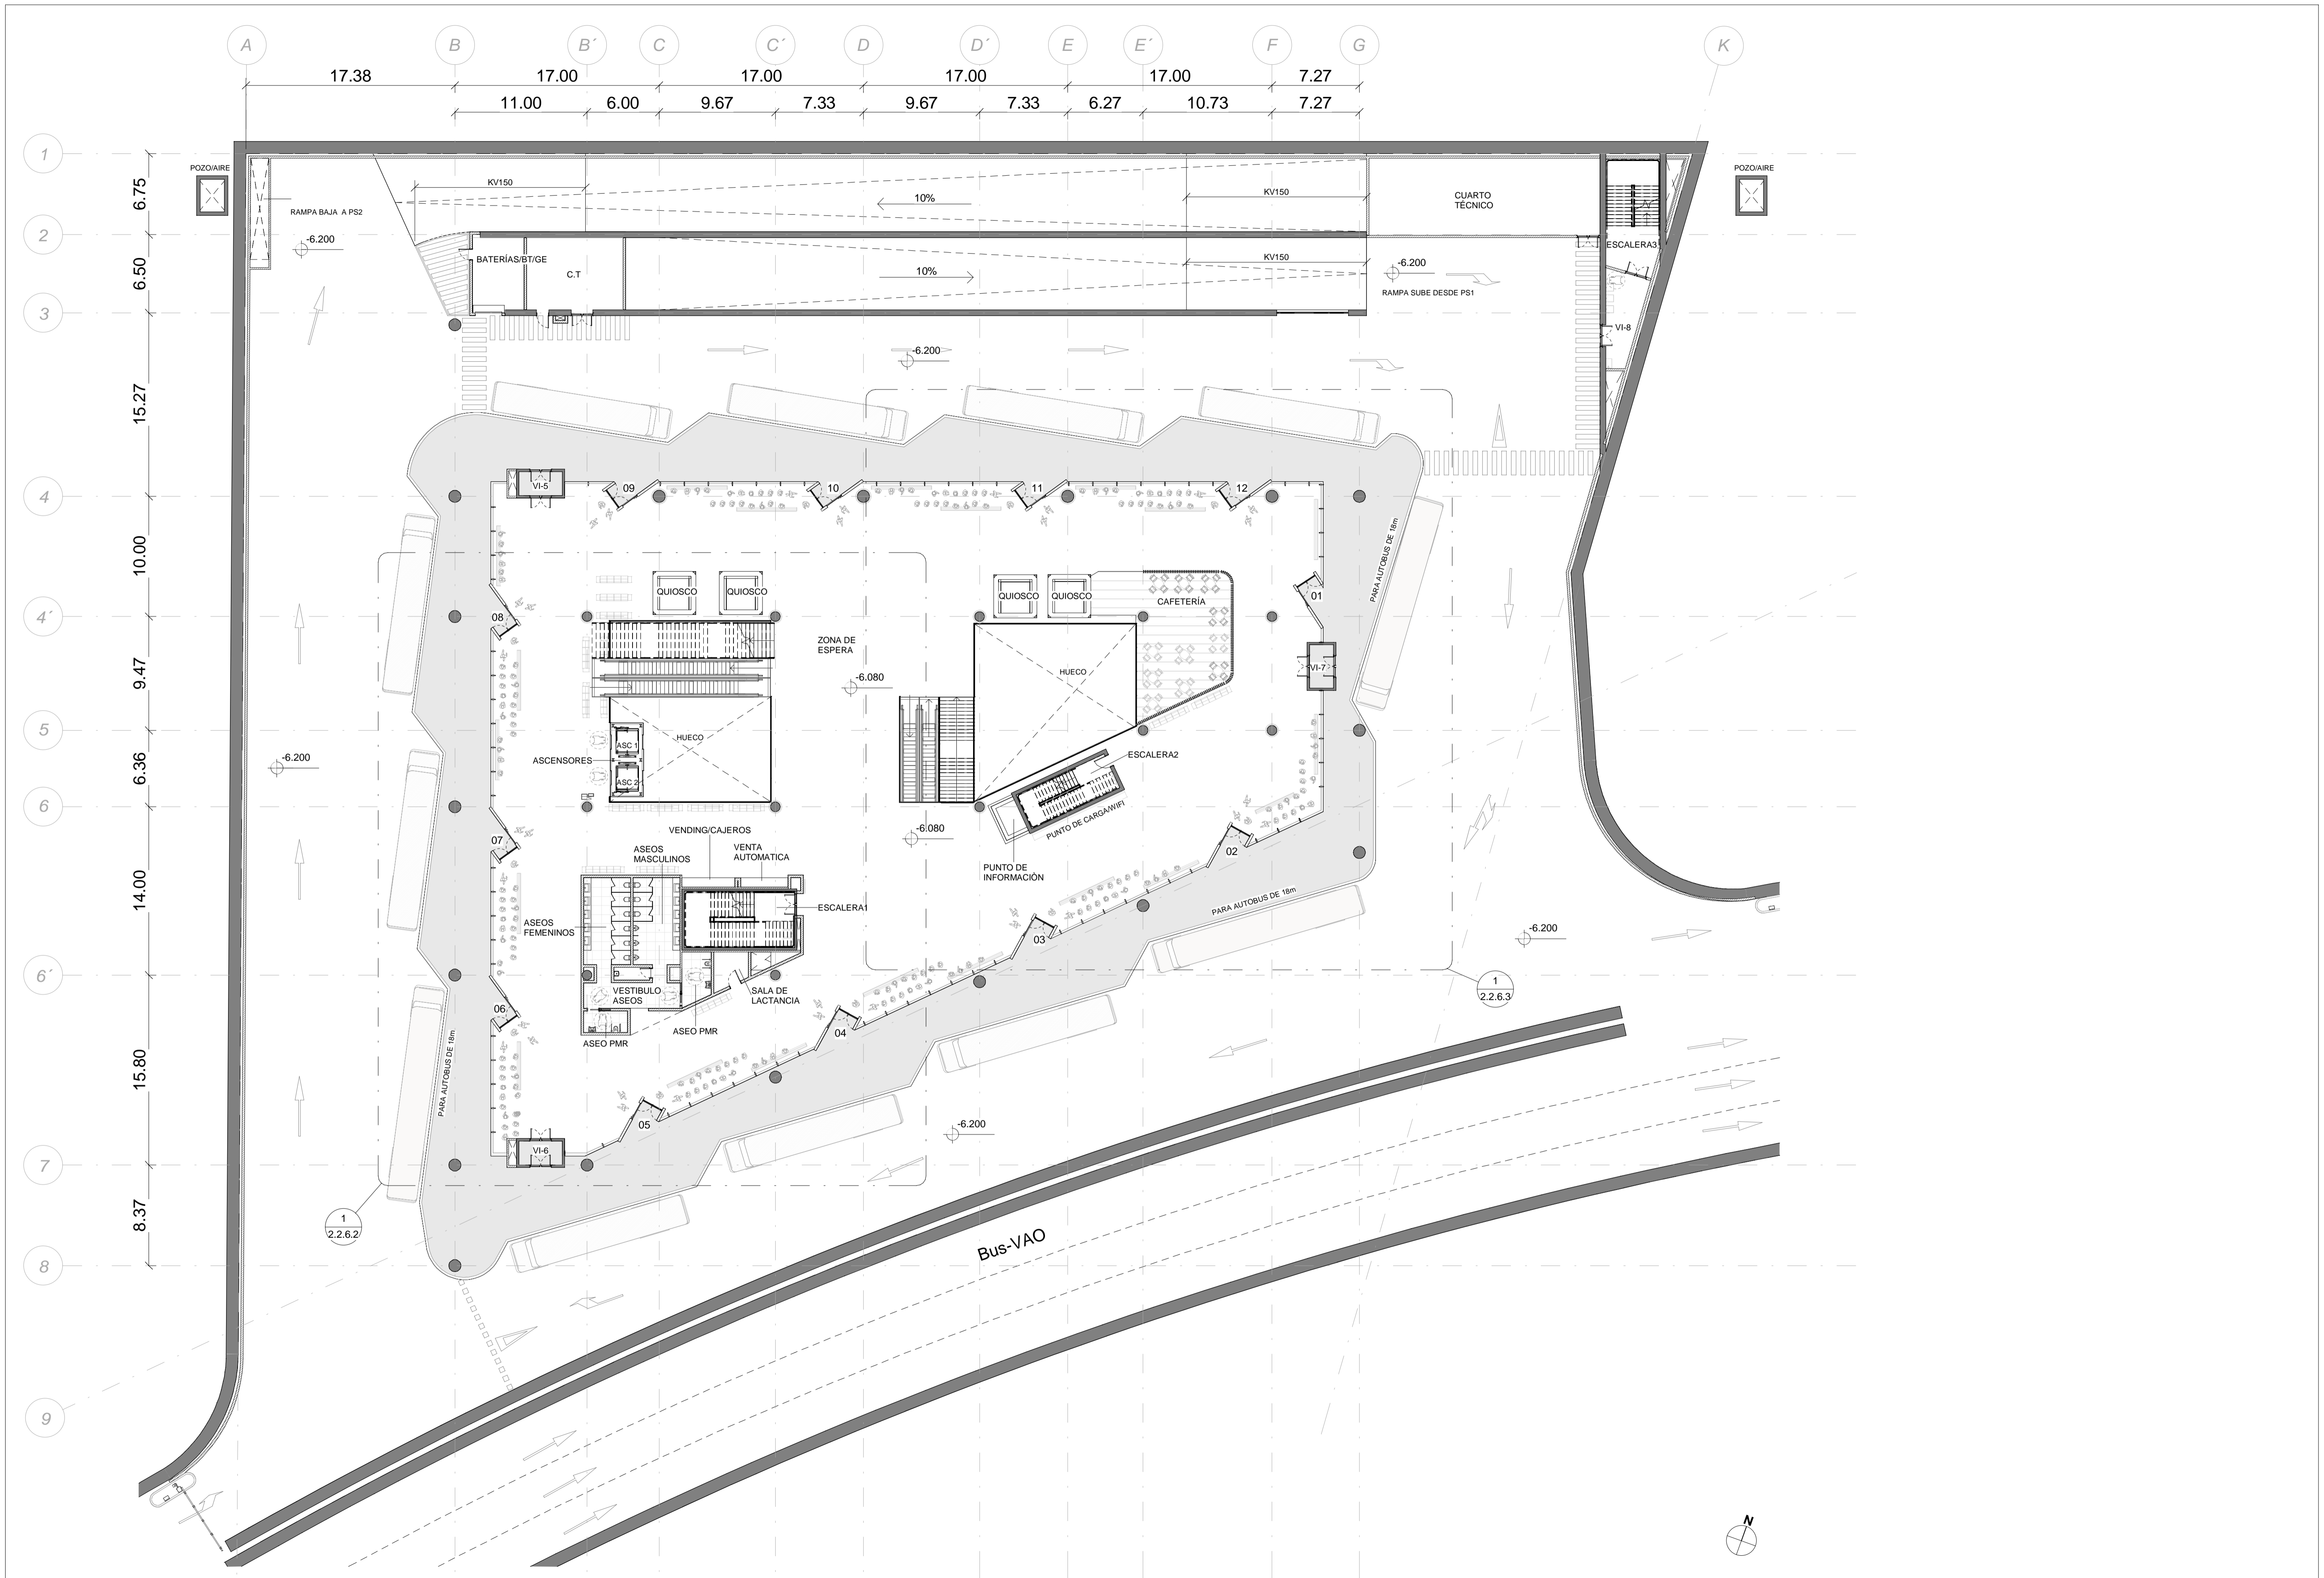 A B B´ C C´ D D´ E E´ F G K
17.38 17.00 17.00 17.00 17.00 7.27
11.00 6.00 9.67 7.33 9.67 7.33 6.27 10.73 7.27
1
6.75
2
6.50
3
15.27
4
10.00
4´
9.47
5
6.36
6
14.00
6´
15.80
7
8.37
8
9
POZO/AIRE
POZO/AIRE
RAMPA BAJA A PS2
-6.200
KV150
10%
KV150
CUARTO
TÉCNICO
ESCALERA3
BATERÍAS/BT/GE
C.T
10%
KV150
-6.200
RAMPA SUBE DESDE PS1
VI-8
-6.200
VI-5
09
10
11
12
PARA AUTOBUS DE 18m
QUIOSCO
QUIOSCO
QUIOSCO
QUIOSCO
CAFETERÍA
01
08
ZONA DE
ESPERA
HUECO
VI-7
-6.080
HUECO
ASC 1
ASCENSORES
ASC 2
ESCALERA2
-6.200
PUNTO DE CARGA/WIFI
VENDING/CAJEROS
-6.080
07
ASEOS
MASCULINOS
VENTA
AUTOMATICA
02
PUNTO DE
INFORMACIÓN
ESCALERA1
PARA AUTOBUS DE 18m
ASEOS
FEMENINOS
03
-6.200
VESTIBULO
ASEOS
SALA DE
LACTANCIA
1
2.2.6.3
06
ASEO PMR
ASEO PMR
04
PARA AUTOBUS DE 18m
05
-6.200
VI-6
1
2.2.6.2
Bus-VAO
N